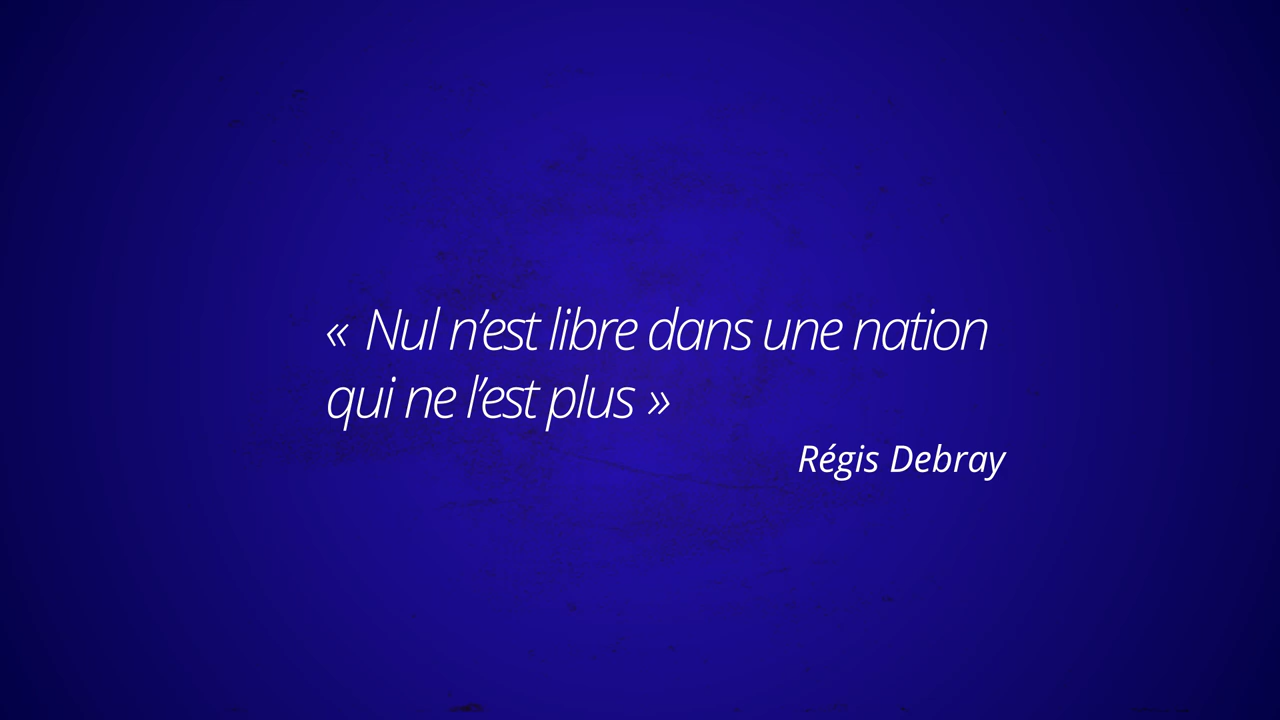 « Nul n’est libre dans une nation
qui ne l’est plus »
Régis Debray